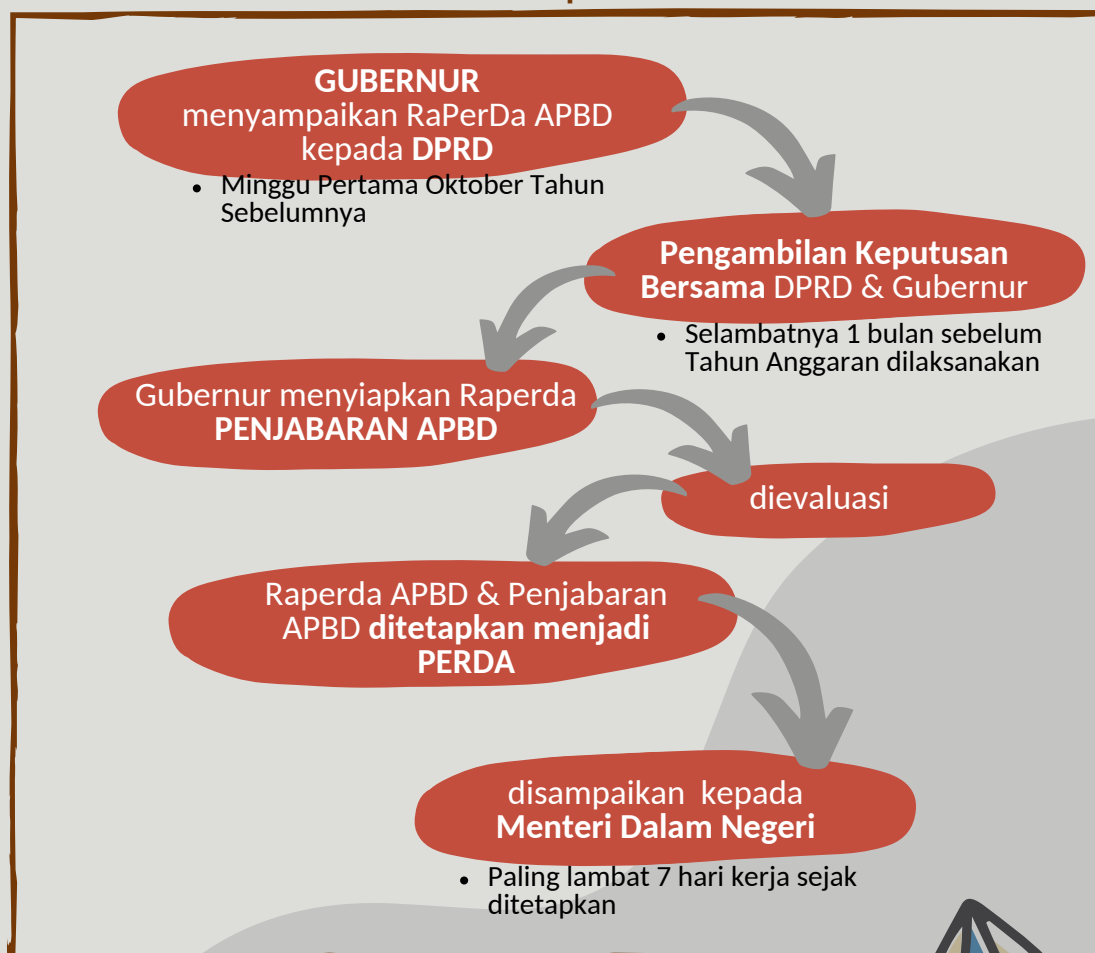 GUBERNUR
menyampaikan RaPerDa APBD
kepada DPRD
• Minggu Pertama Oktober Tahun
Sebelumnya
Pengambilan Keputusan
Bersama DPRD & Gubernur
• Selambatnya 1 bulan sebelum
Tahun Anggaran dilaksanakan
Gubernur menyiapkan Raperda
PENJABARAN APBD
dievaluasi
Raperda APBD & Penjabaran
APBD ditetapkan menjadi
PERDA
disampaikan kepada
Menteri Dalam Negeri
• Paling lambat 7 hari kerja sejak
ditetapkan